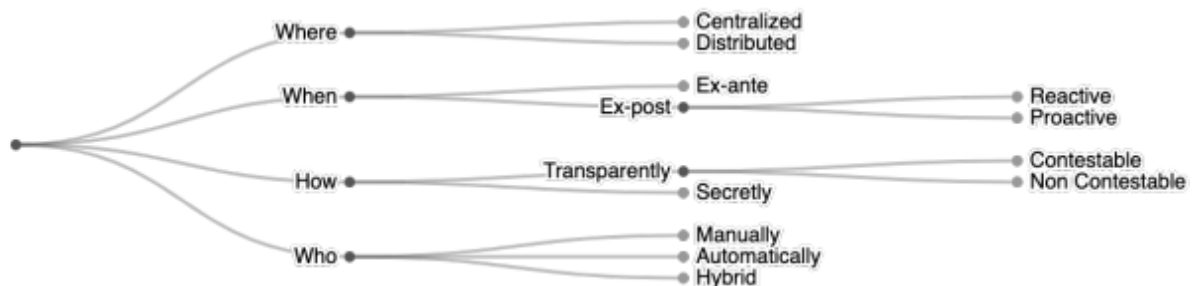 Where
Centralized
Distributed
When
Ex-ante
Ex-post
Reactive
Proactive
How
Transparently
Contestable
Non Contestable
Secretly
Who
Manually
Automatically
Hybrid